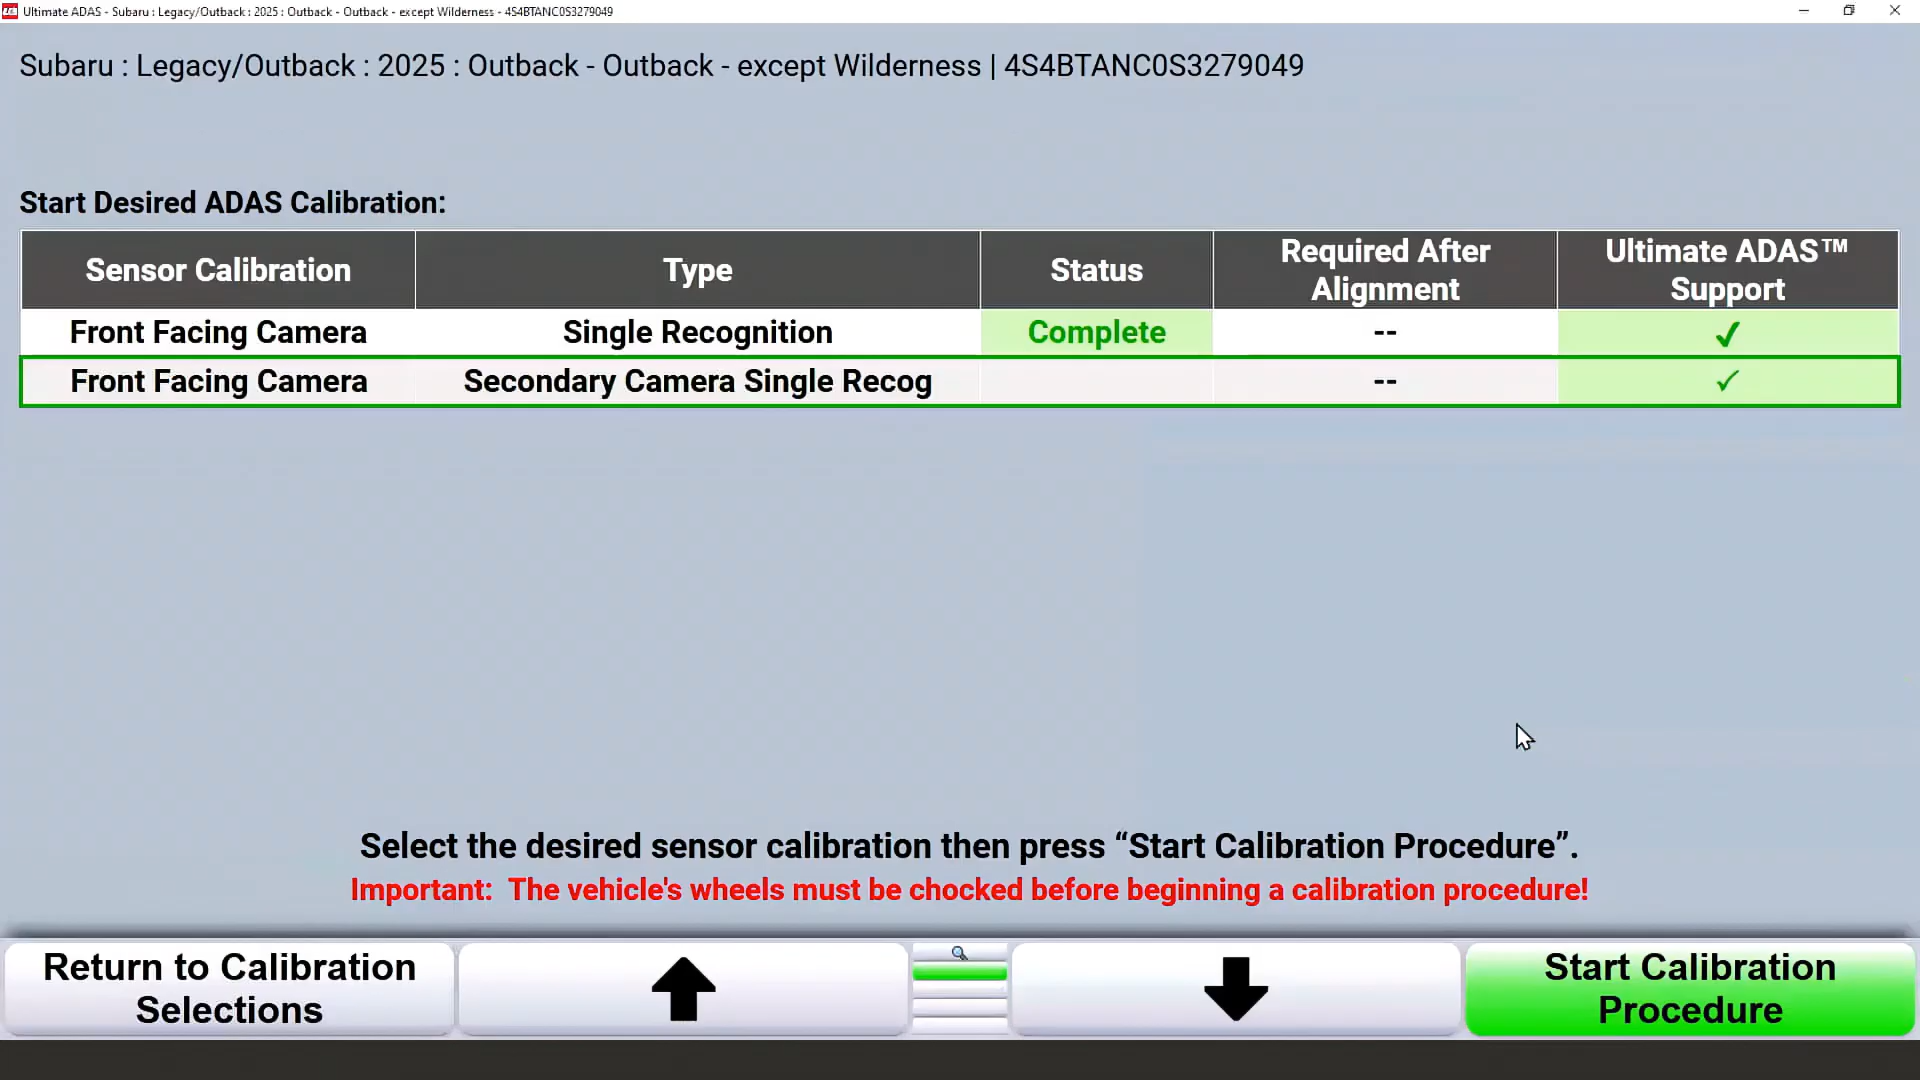 Ultimate ADAS - Subaru : Legacy/Outback : 2025 : Outback - Outback - except Wilderness - 4S4BTANC0S3279049
Subaru : Legacy/Outback : 2025 : Outback - Outback - except Wilderness | 4S4BTANC0S3279049
Start Desired ADAS Calibration:
Sensor Calibration Type Status Required After Alignment Ultimate ADAS™ Support
Front Facing Camera Single Recognition Complete -- ✓
Front Facing Camera Secondary Camera Single Recog -- ✓
Select the desired sensor calibration then press “Start Calibration Procedure”.
Important: The vehicle's wheels must be chocked before beginning a calibration procedure!
Return to Calibration
Selections
Start Calibration
Procedure